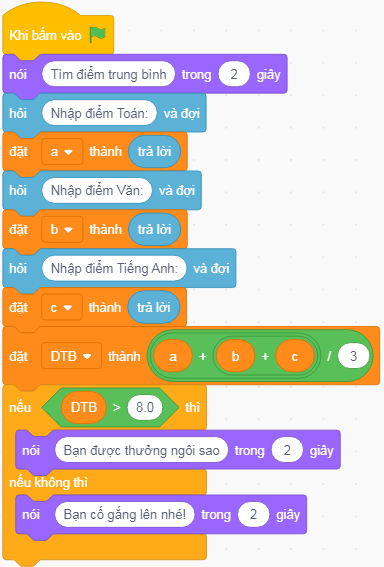 Khi bấm vào
nói Tìm điểm trung bình trong 2 giây
hỏi Nhập điểm Toán: và đợi
đặt a thành trả lời
hỏi Nhập điểm Văn: và đợi
đặt b thành trả lời
hỏi Nhập điểm Tiếng Anh: và đợi
đặt c thành trả lời
đặt DTB thành a + b + c / 3
nếu DTB > 8.0 thì
nói Bạn được thưởng ngôi sao trong 2 giây
nếu không thì
nói Bạn cố gắng lên nhé! trong 2 giây